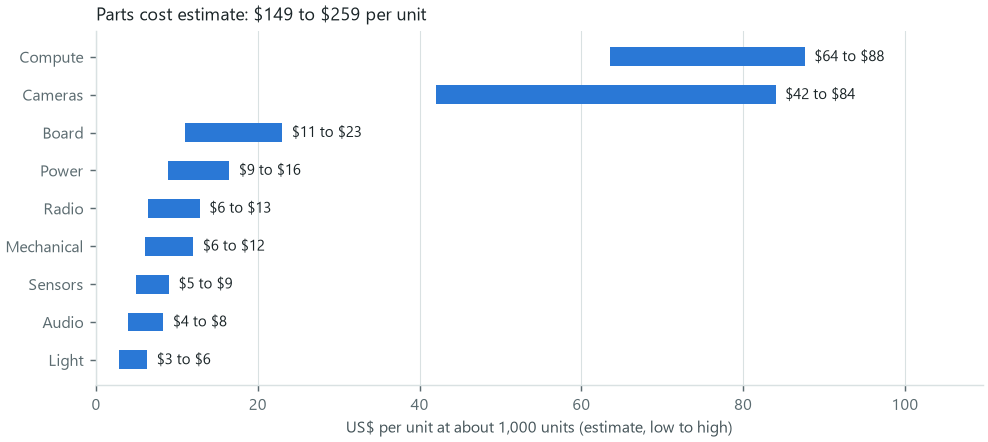 Parts cost estimate: $149 to $259 per unit
Compute
$64 to $88
Cameras
$42 to $84
Board
$11 to $23
Power
$9 to $16
Radio
$6 to $13
Mechanical
$6 to $12
Sensors
$5 to $9
Audio
$4 to $8
Light
$3 to $6
0 20 40 60 80 100
US$ per unit at about 1,000 units (estimate, low to high)